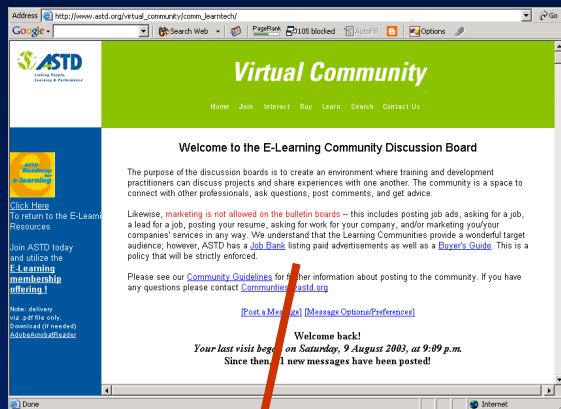 Address http://www.astd.org/virtual_community/comm_learntech/ Go
Google Search Web PageRank 105 blocked AutoFill Options
ASTD
Linking People,
Learning & Performance
Virtual Community
Home Join Interact Buy Learn Search Contact Us
ASTD
Roadmap
to
e-learning
Click Here
To return to the E-Learni
Resources
Join ASTD today
and utilize the
E-Learning
membership
offering !
Note: delivery
via .pdf file only.
Download (if needed)
AdobeAcrobatReader
Welcome to the E-Learning Community Discussion Board
The purpose of the discussion boards is to create an environment where training and development
practitioners can discuss projects and share experiences with one another. The community is a space to
connect with other professionals, ask questions, post comments, and get advice.
Likewise, marketing is not allowed on the bulletin boards -- this includes posting job ads, asking for a job,
a lead for a job, posting your resume, asking for work for your company, and/or marketing you/your
companies' services in any way. We understand that the Learning Communities provide a wonderful target
audience; however, ASTD has a Job Bank listing paid advertisements as well as a Buyer's Guide. This is a
policy that will be strictly enforced.
Please see our Community Guidelines for further information about posting to the community. If you have
any questions please contact
[Post a Message] [Message Options/Preferences]
Welcome back!
Your last visit began on Saturday, 9 August 2003, at 9:09 p.m.
Since then, 1 new messages have been posted!
Done
Internet